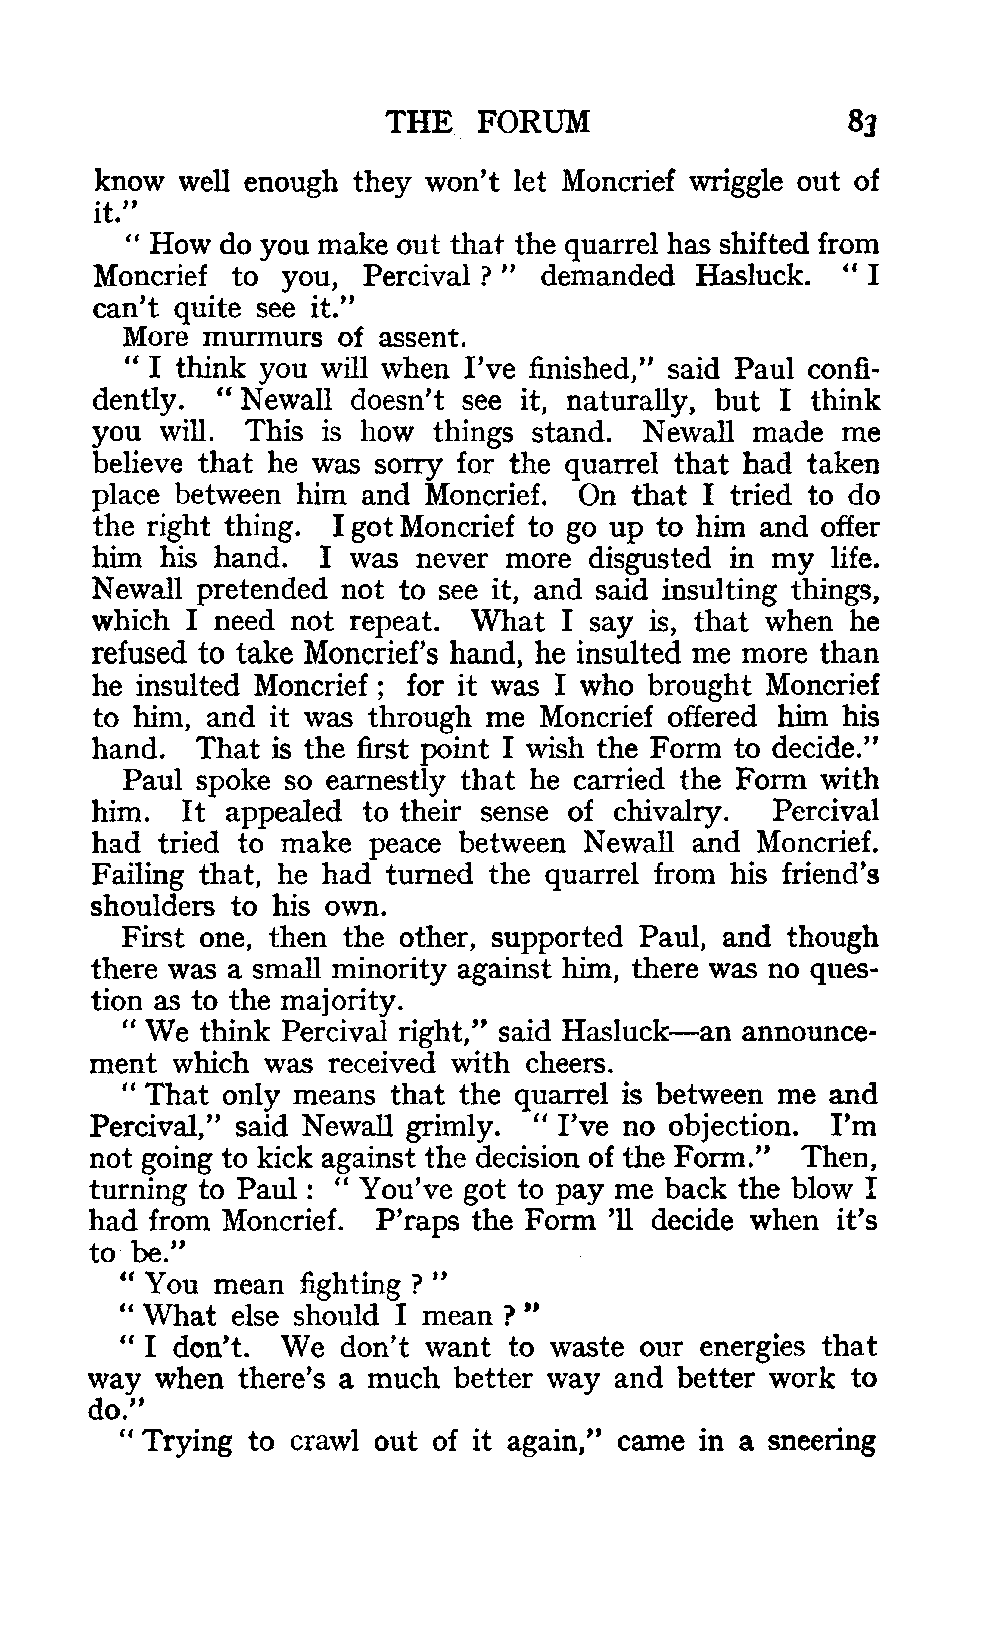 THE FORUM 83
know well enough they won't let Moncrief wriggle out of
it."
" How do you make out that the quarrel has shifted from
Moncrief to you, Percival ? " demanded Hasluck. " I
can't quite see it."
More murmurs of assent.
" I think you will when I've finished," said Paul confi-
dently. " Newall doesn't see it, naturally, but I think
you will. This is how things stand. Newall made me
believe that he was sorry for the quarrel that had taken
place between him and Moncrief. On that I tried to do
the right thing. I got Moncrief to go up to him and offer
him his hand. I was never more disgusted in my life.
Newall pretended not to see it, and said insulting things,
which I need not repeat. What I say is, that when he
refused to take Moncrief's hand, he insulted me more than
he insulted Moncrief ; for it was I who brought Moncrief
to him, and it was through me Moncrief offered him his
hand. That is the first point I wish the Form to decide."
Paul spoke so earnestly that he carried the Form with
him. It appealed to their sense of chivalry. Percival
had tried to make peace between Newall and Moncrief.
Failing that, he had turned the quarrel from his friend's
shoulders to his own.
First one, then the other, supported Paul, and though
there was a small minority against him, there was no ques-
tion as to the majority.
" We think Percival right," said Hasluck—an announce-
ment which was received with cheers.
" That only means that the quarrel is between me and
Percival," said Newall grimly. " I've no objection. I'm
not going to kick against the decision of the Form." Then,
turning to Paul : " You've got to pay me back the blow I
had from Moncrief. P'raps the Form 'll decide when it's
to be."
" You mean fighting ? "
" What else should I mean ? "
" I don't. We don't want to waste our energies that
way when there's a much better way and better work to
do."
" Trying to crawl out of it again," came in a sneering